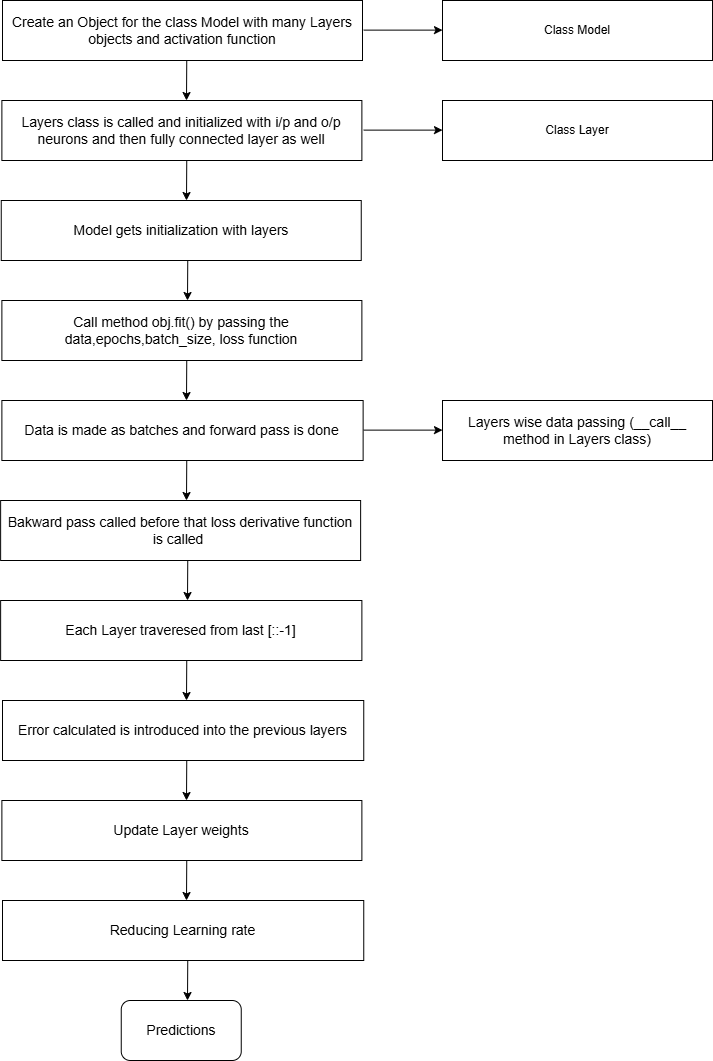 Create an Object for the class Model with many Layers
objects and activation function
Class Model
Layers class is called and initialized with i/p and o/p
neurons and then fully connected layer as well
Class Layer
Model gets initialization with layers
Call method obj.fit() by passing the
data,epochs,batch_size, loss function
Data is made as batches and forward pass is done
Layers wise data passing (__call__
method in Layers class)
Bakward pass called before that loss derivative function
is called
Each Layer traveresed from last [::-1]
Error calculated is introduced into the previous layers
Update Layer weights
Reducing Learning rate
Predictions